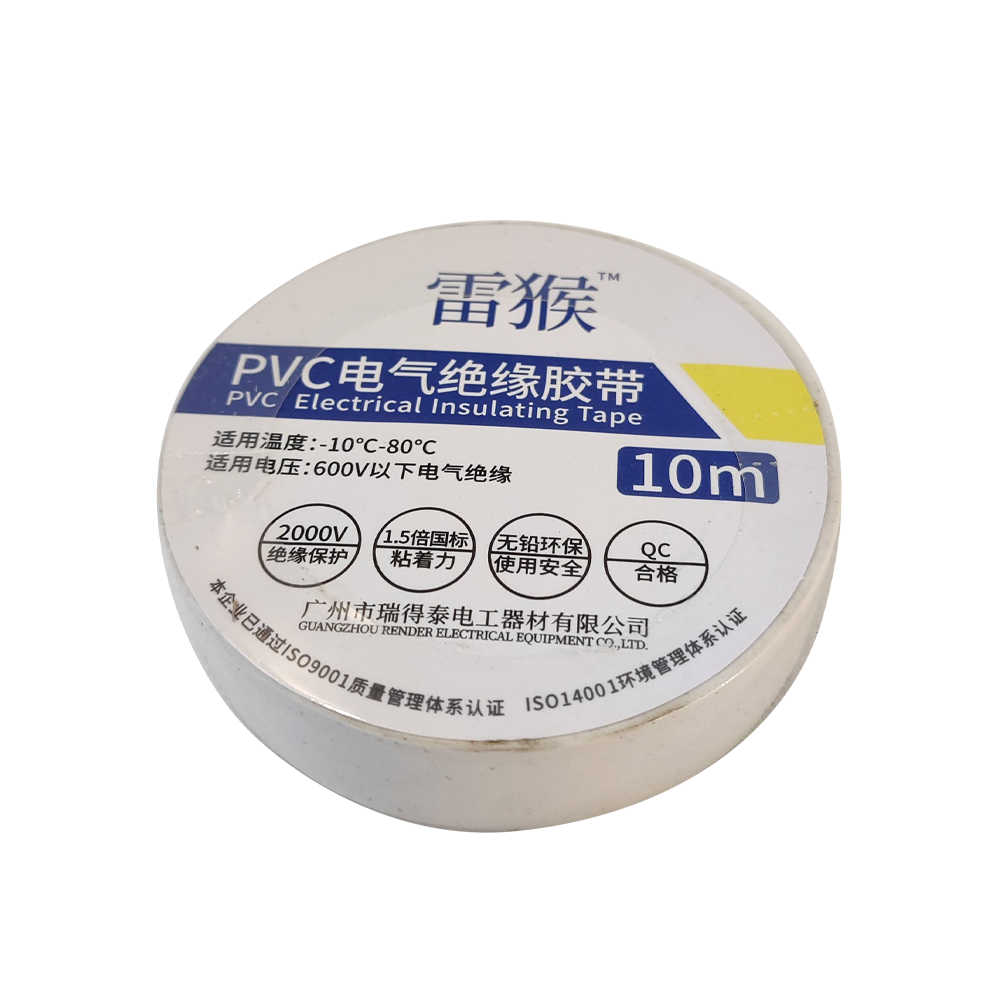 雷猴™
PVC电气绝缘胶带
PVC Electrical Insulating Tape
适用温度:-10℃-80℃
适用电压:600V以下电气绝缘
10m
2000V
绝缘保护
1.5倍国标
粘着力
无铅环保
使用安全
QC
合格
广州市瑞得泰电工器材有限公司
GUANGZHOU RENDER ELECTRICAL EQUIPMENT CO.,LTD.
本企业已通过ISO9001质量管理体系认证 ISO14001环境管理体系认证